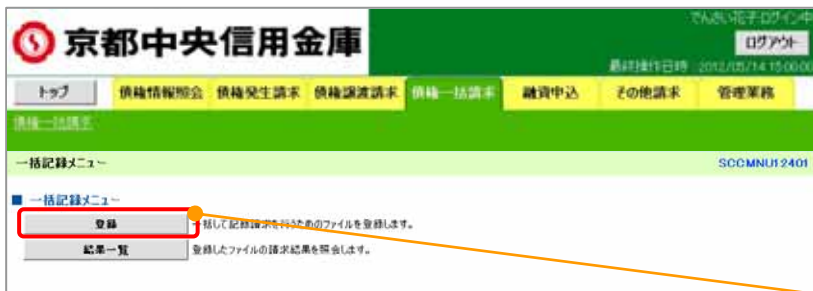 でんさい花子ログイン中
京都中央信用金庫
ログアウト
最終操作日時 2012/05/14 15:00:00
トップ 債権情報照会 債権発生請求 債権譲渡請求 債権一括請求 融資申込 その他請求 管理業務
債権一括請求
一括記録メニュー SCCMNU12401
■ 一括記録メニュー
登録 一括して記録請求を行うためのファイルを登録します。
結果一覧 登録したファイルの請求結果を照会します。